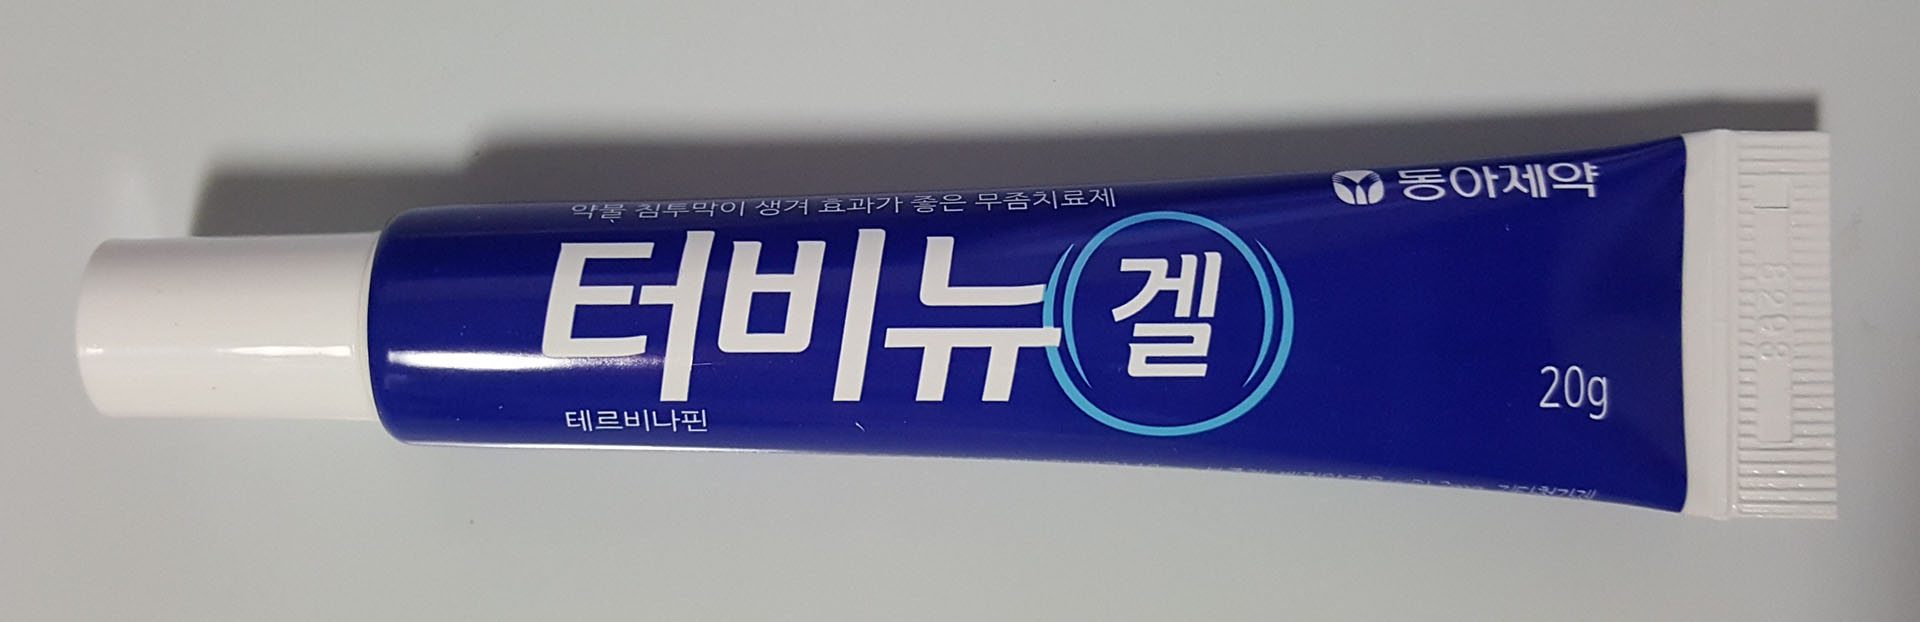 동아제약
약물 침투막이 생겨 효과가 좋은 무좀치료제
터비뉴겔
테르비나핀
20g
8298